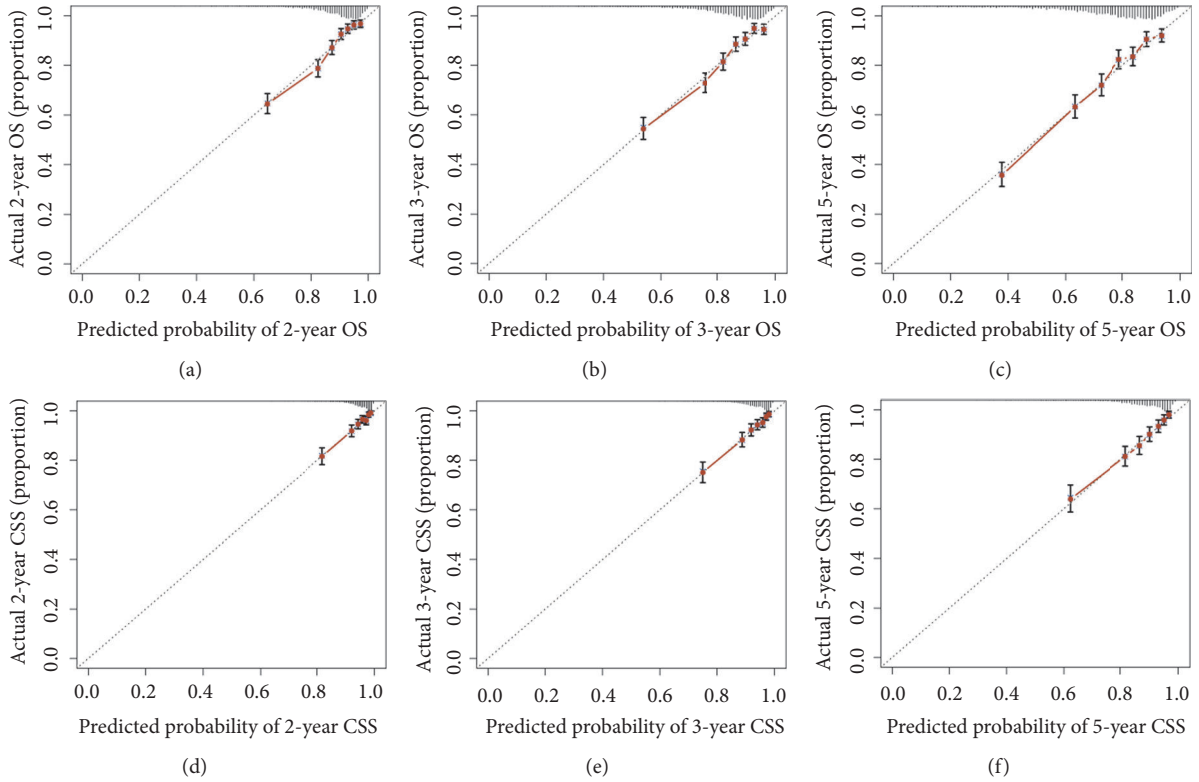 Actual 2-year OS (proportion)
1.0
0.8
0.6
0.4
0.2
0.0
0.0 0.2 0.4 0.6 0.8 1.0
Predicted probability of 2-year OS
(a)
Actual 3-year OS (proportion)
1.0
0.8
0.6
0.4
0.2
0.0
0.0 0.2 0.4 0.6 0.8 1.0
Predicted probability of 3-year OS
(b)
Actual 5-year OS (proportion)
1.0
0.8
0.6
0.4
0.2
0.0
0.0 0.2 0.4 0.6 0.8 1.0
Predicted probability of 5-year OS
(c)
Actual 2-year CSS (proportion)
1.0
0.8
0.6
0.4
0.2
0.0
0.0 0.2 0.4 0.6 0.8 1.0
Predicted probability of 2-year CSS
(d)
Actual 3-year CSS (proportion)
1.0
0.8
0.6
0.4
0.2
0.0
0.0 0.2 0.4 0.6 0.8 1.0
Predicted probability of 3-year CSS
(e)
Actual 5-year CSS (proportion)
1.0
0.8
0.6
0.4
0.2
0.0
0.0 0.2 0.4 0.6 0.8 1.0
Predicted probability of 5-year CSS
(f)